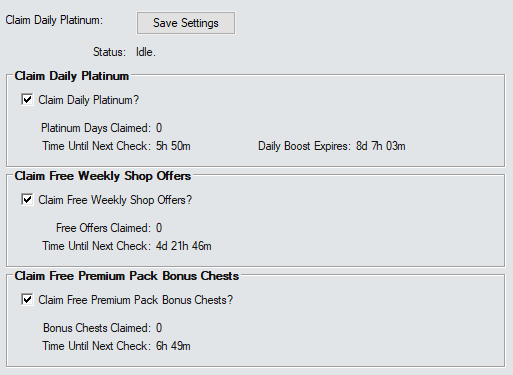 Claim Daily Platinum: Save Settings
Status: Idle.
Claim Daily Platinum
Claim Daily Platinum?
Platinum Days Claimed: 0
Time Until Next Check: 5h 50m Daily Boost Expires: 8d 7h 03m
Claim Free Weekly Shop Offers
Claim Free Weekly Shop Offers?
Free Offers Claimed: 0
Time Until Next Check: 4d 21h 46m
Claim Free Premium Pack Bonus Chests
Claim Free Premium Pack Bonus Chests?
Bonus Chests Claimed: 0
Time Until Next Check: 6h 49m